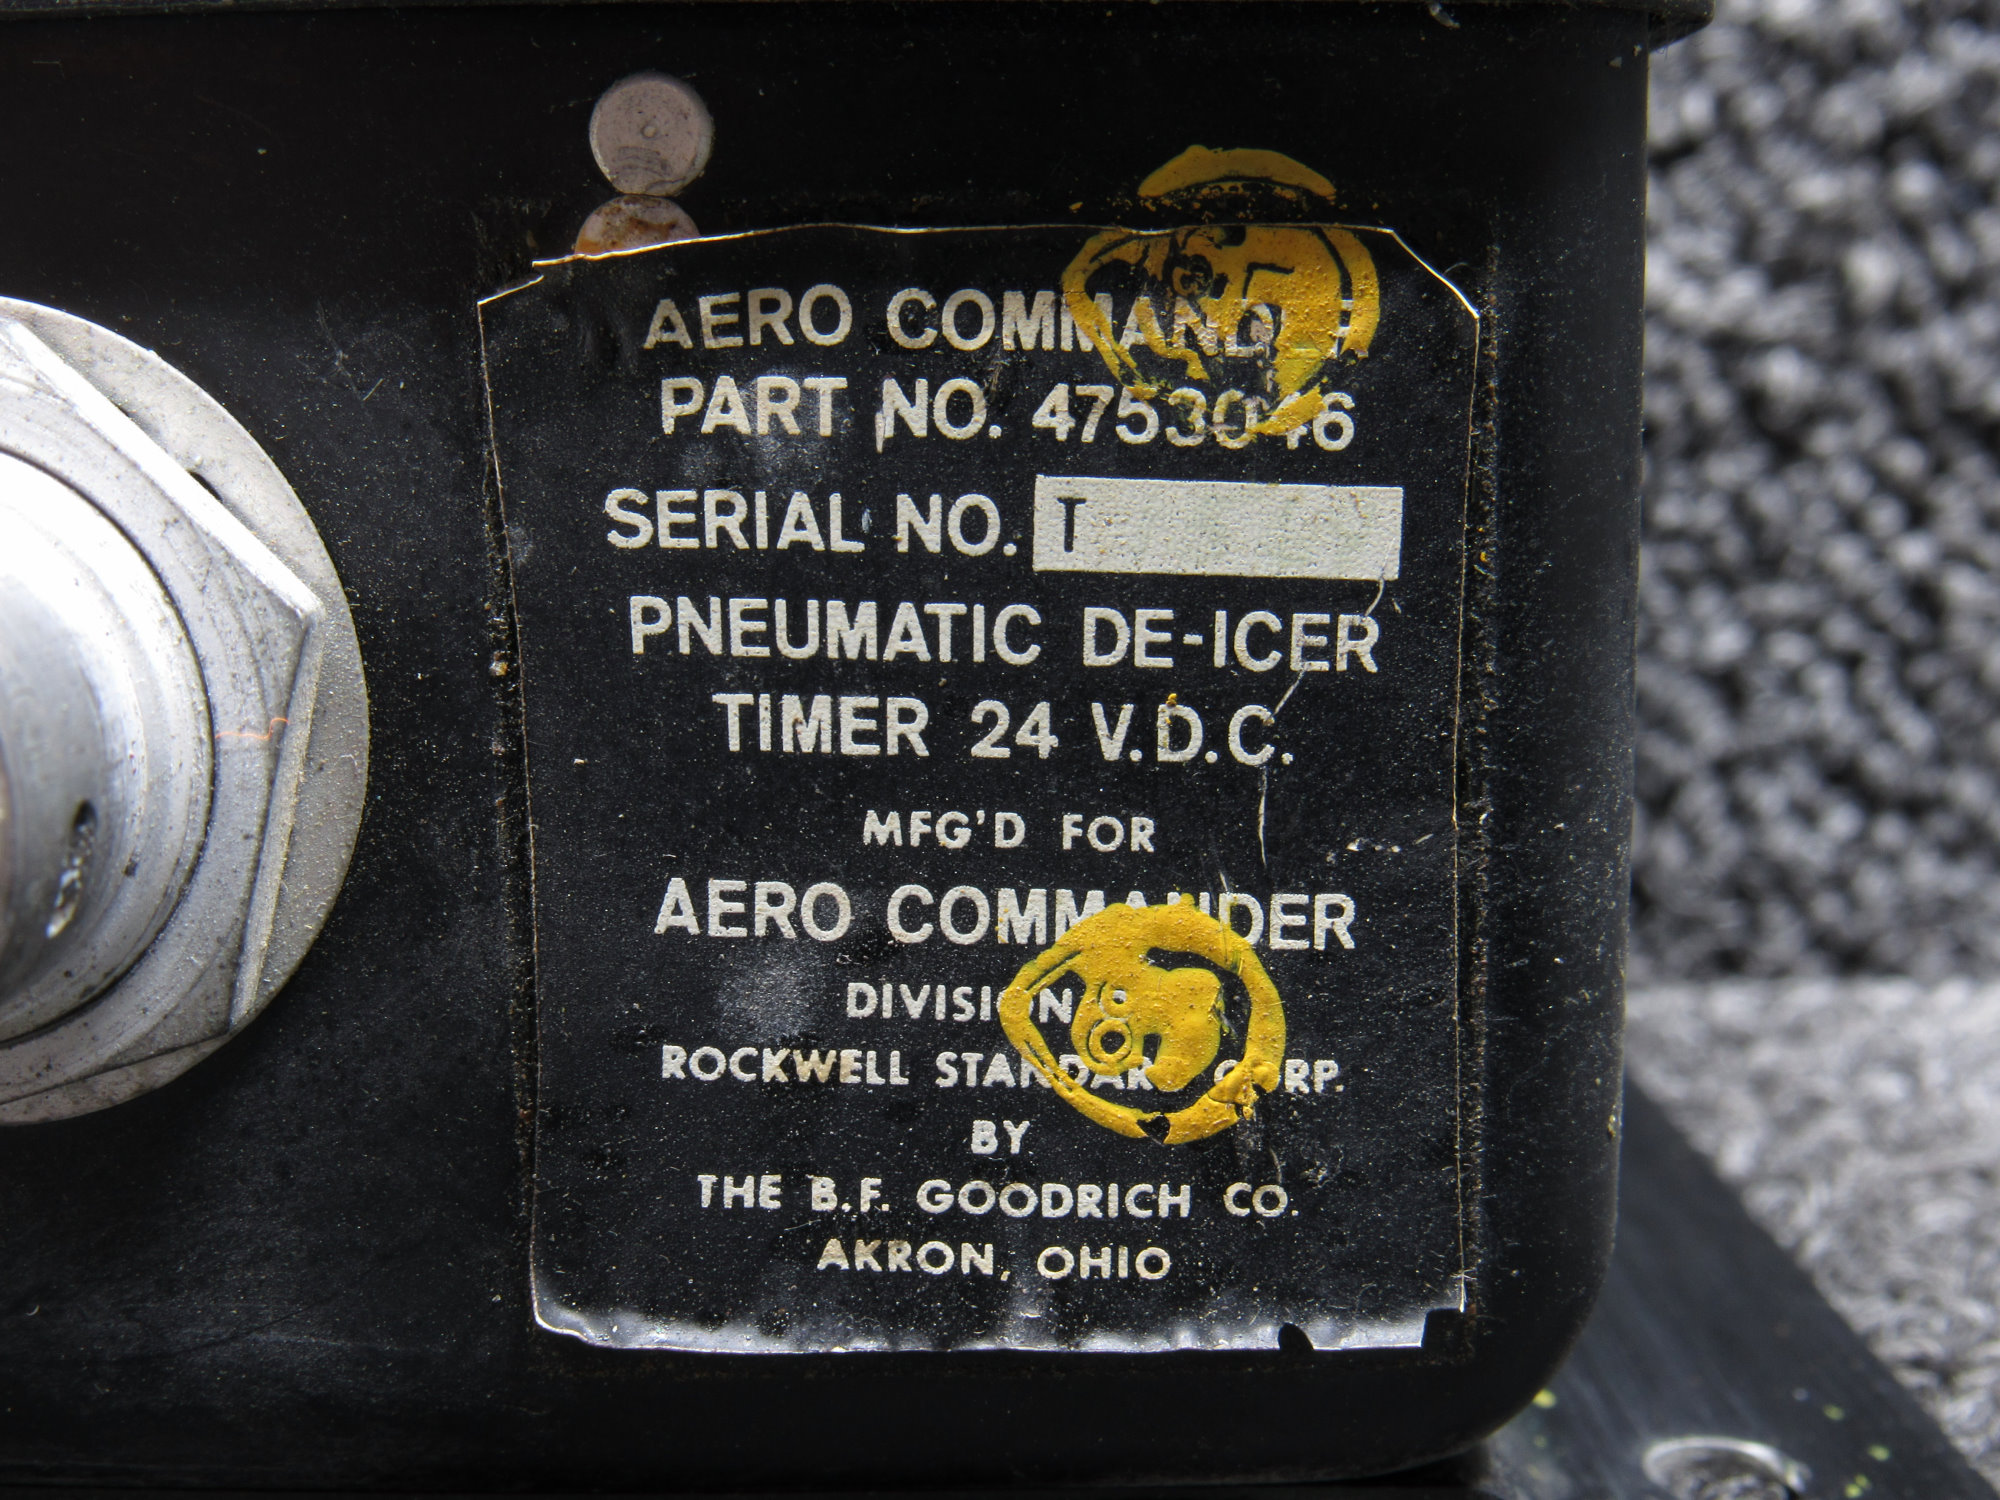 AERO COMMANDER
PART NO. 4753046
SERIAL NO. T
PNEUMATIC DE-ICER
TIMER 24 V.D.C.
MFG'D FOR
AERO COMMANDER
DIVISION
ROCKWELL STANDARD CORP.
BY
THE B.F. GOODRICH CO.
AKRON, OHIO